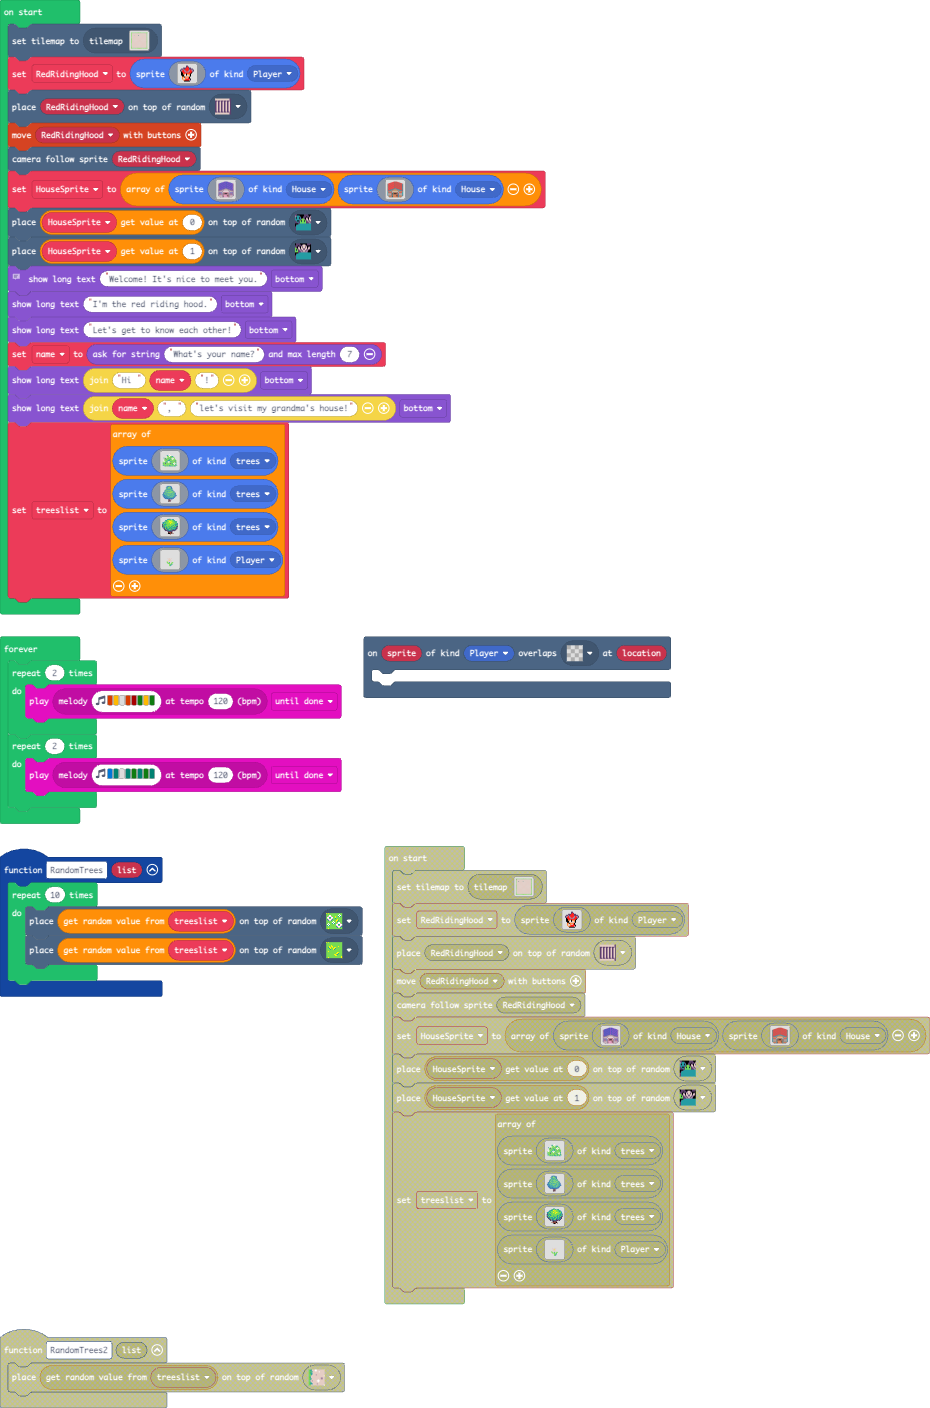 on start
set tilemap to tilemap
set RedRidingHood to sprite of kind Player
place RedRidingHood on top of random
move RedRidingHood with buttons
camera follow sprite RedRidingHood
set HouseSprite to array of sprite of kind House sprite of kind House
place HouseSprite get value at 0 on top of random
place HouseSprite get value at 1 on top of random
show long text "Welcome! It's nice to meet you." bottom
show long text "I'm the red riding hood." bottom
show long text "Let's get to know each other!" bottom
set name to ask for string "What's your name?" and max length 7
show long text join "Hi " name "!" bottom
show long text join name "," "let's visit my grandma's house!" bottom
array of
sprite of kind trees
sprite of kind trees
set treeslist to
sprite of kind trees
sprite of kind Player
forever
repeat 2 times
do
play melody at tempo 120 (bpm) until done
repeat 2 times
do
play melody at tempo 120 (bpm) until done
on sprite of kind Player overlaps at location
function RandomTrees list
repeat 10 times
do
place get random value from treeslist on top of random
place get random value from treeslist on top of random
on start
set tilemap to tilemap
set RedRidingHood to sprite of kind Player
place RedRidingHood on top of random
move RedRidingHood with buttons
camera follow sprite RedRidingHood
set HouseSprite to array of sprite of kind House sprite of kind House
place HouseSprite get value at 0 on top of random
place HouseSprite get value at 1 on top of random
array of
sprite of kind trees
sprite of kind trees
set treeslist to
sprite of kind trees
sprite of kind Player
function RandomTrees2 list
place get random value from treeslist on top of random